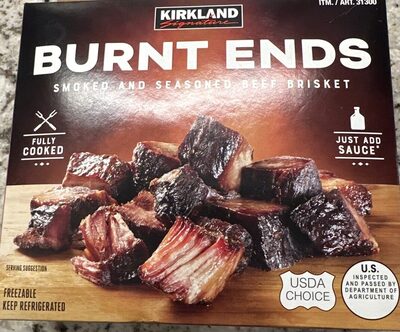 ITM. / ART. 31300
KIRKLAND
Signature
BURNT ENDS
SMOKED AND SEASONED BEEF BRISKET
FULLY
COOKED
JUST ADD
SAUCE*
SERVING SUGGESTION
FREEZABLE
KEEP REFRIGERATED
USDA
CHOICE
U.S.
INSPECTED
AND PASSED BY
DEPARTMENT OF
AGRICULTURE